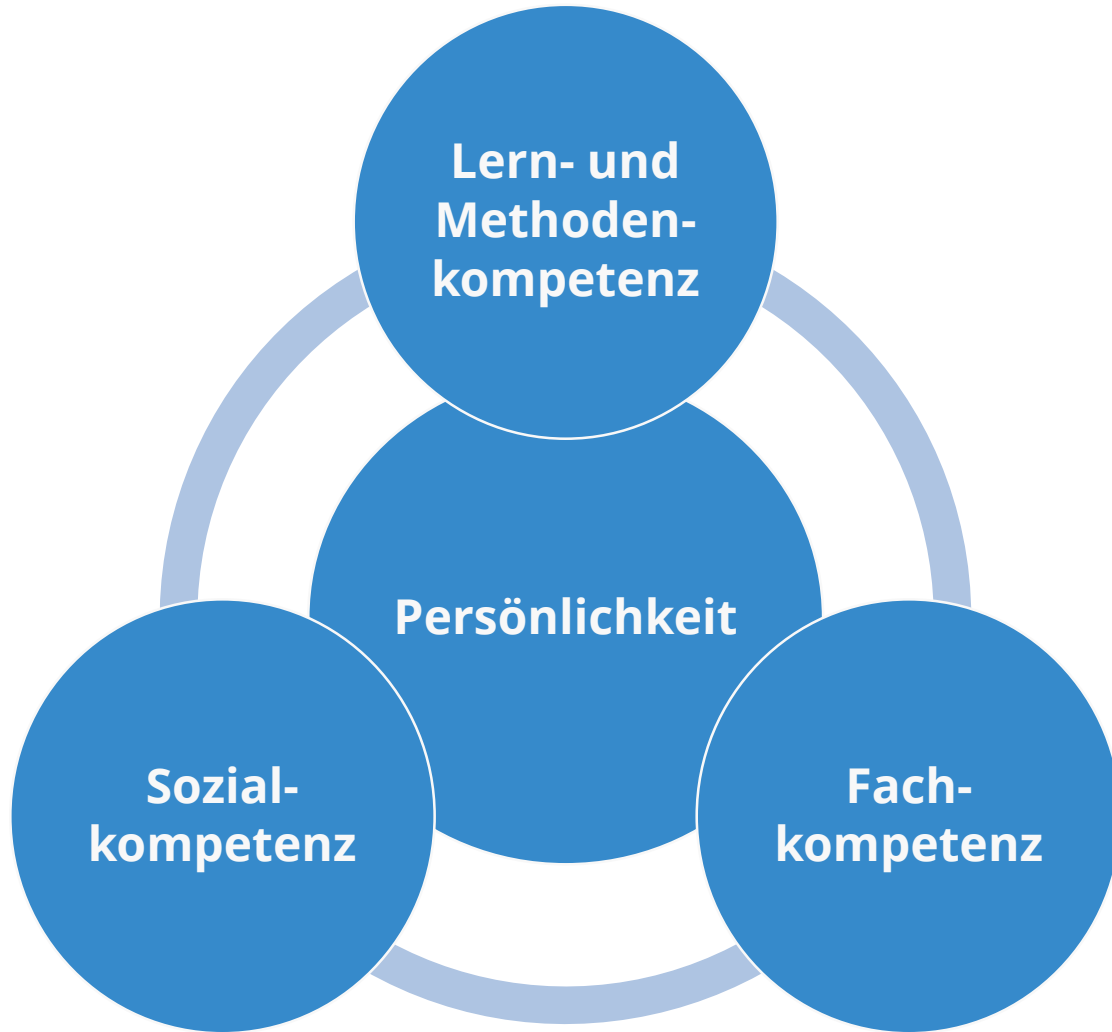 Lern- und
Methoden-
kompetenz
Persönlichkeit
Sozial-
kompetenz
Fach-
kompetenz